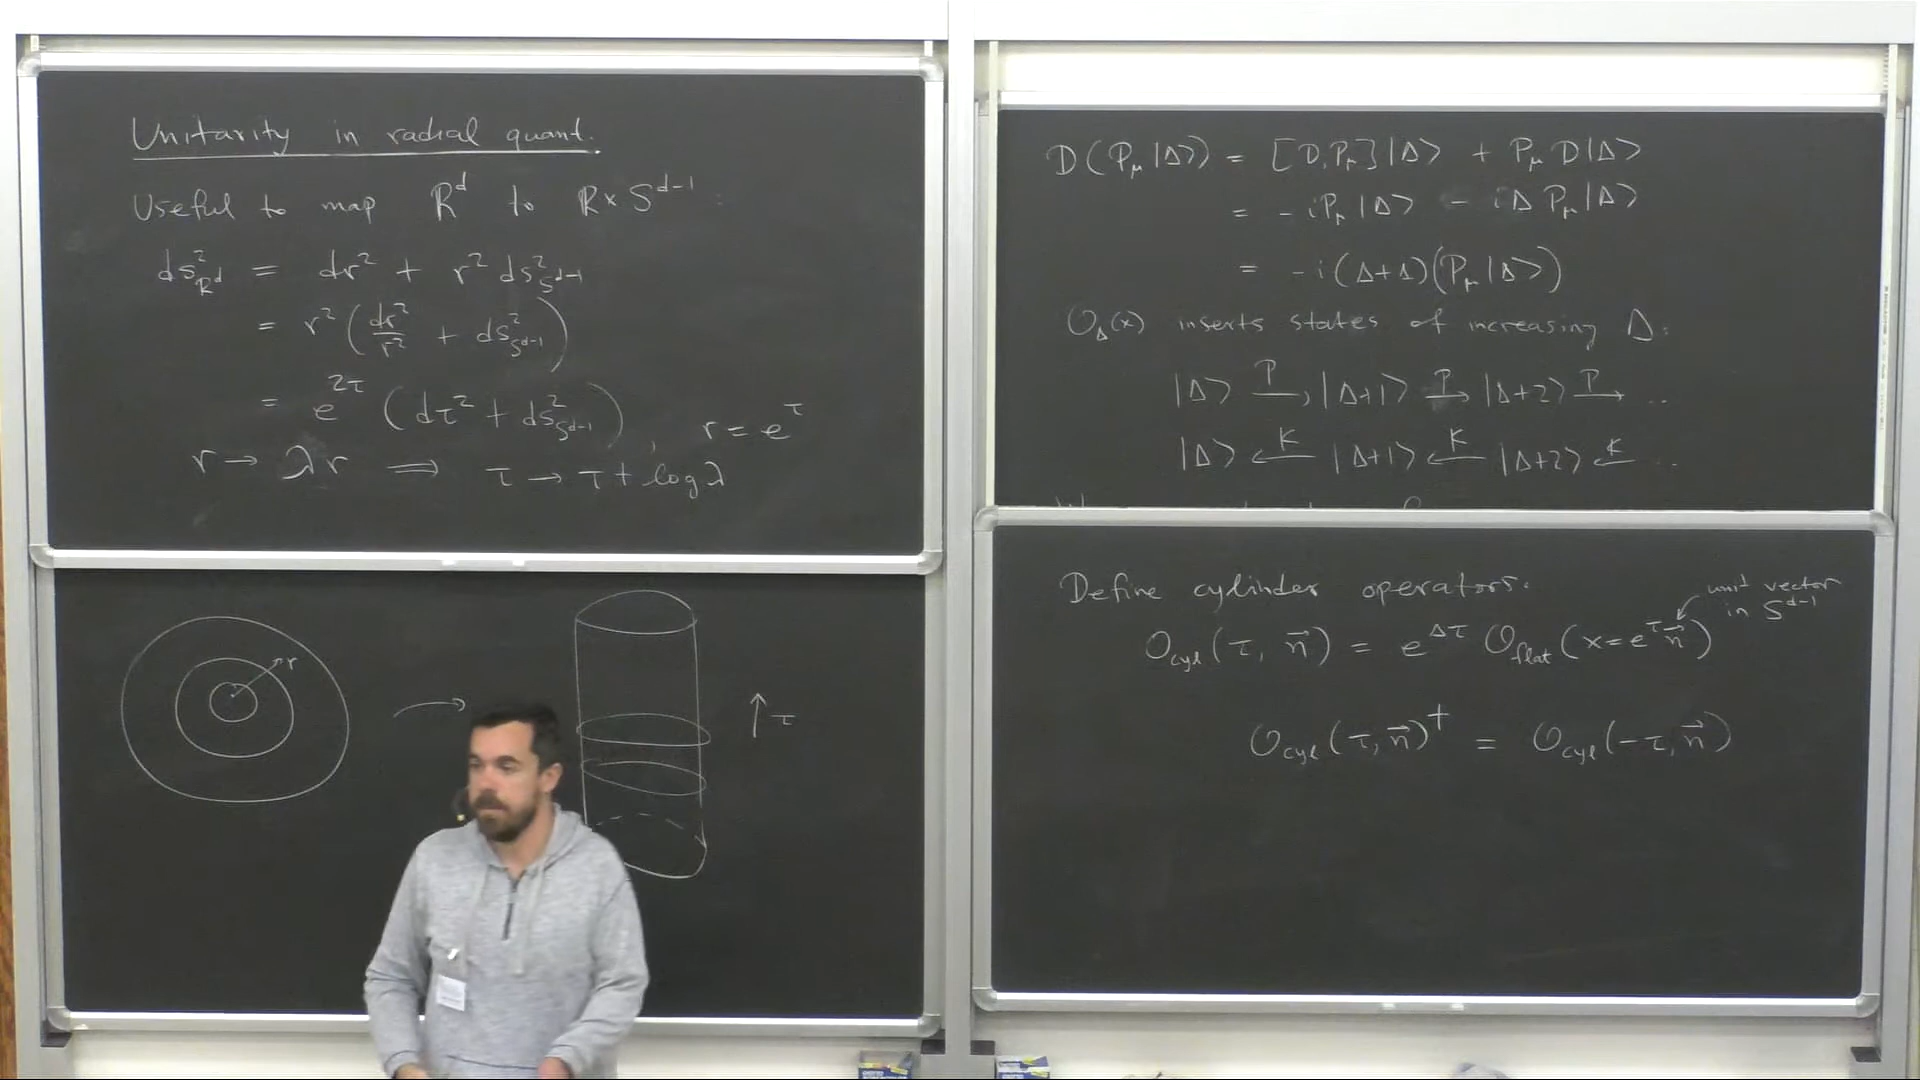 Unitarity in radial quant.
Useful to map R^d to R×S^{d-1} :
ds²_{R^d} = dr² + r² ds²_{S^{d-1}}
= r² ( dr²/r² + ds²_{S^{d-1}} )
= e^{2τ} ( dτ² + ds²_{S^{d-1}} ) , r = e^τ
r → λr ⟹ τ → τ + log λ
r
↑ τ
D(P_μ|Δ⟩) = [D,P_μ]|Δ⟩ + P_μ D|Δ⟩
= -iP_μ|Δ⟩ - iΔ P_μ|Δ⟩
= -i(Δ+1)(P_μ|Δ⟩)
O_Δ(x) inserts states of increasing Δ:
|Δ⟩ —P→ |Δ+1⟩ —P→ |Δ+2⟩ —P→ ..
|Δ⟩ ←K— |Δ+1⟩ ←K— |Δ+2⟩ ←K— ..
Define cylinder operators:
unit vector
in S^{d-1}
O_cyl(τ, n⃗) = e^{Δτ} O_flat(x=e^τ n⃗)
O_cyl(τ, n⃗)† = O_cyl(-τ, n⃗)